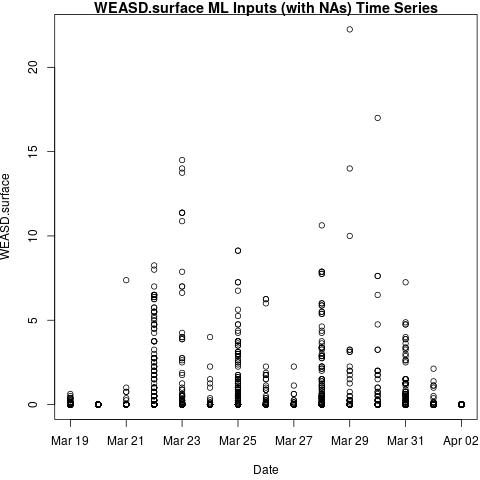 WEASD.surface ML Inputs (with NAs) Time Series
WEASD.surface
20
15
10
5
0
Mar 19 Mar 21 Mar 23 Mar 25 Mar 27 Mar 29 Mar 31 Apr 02
Date